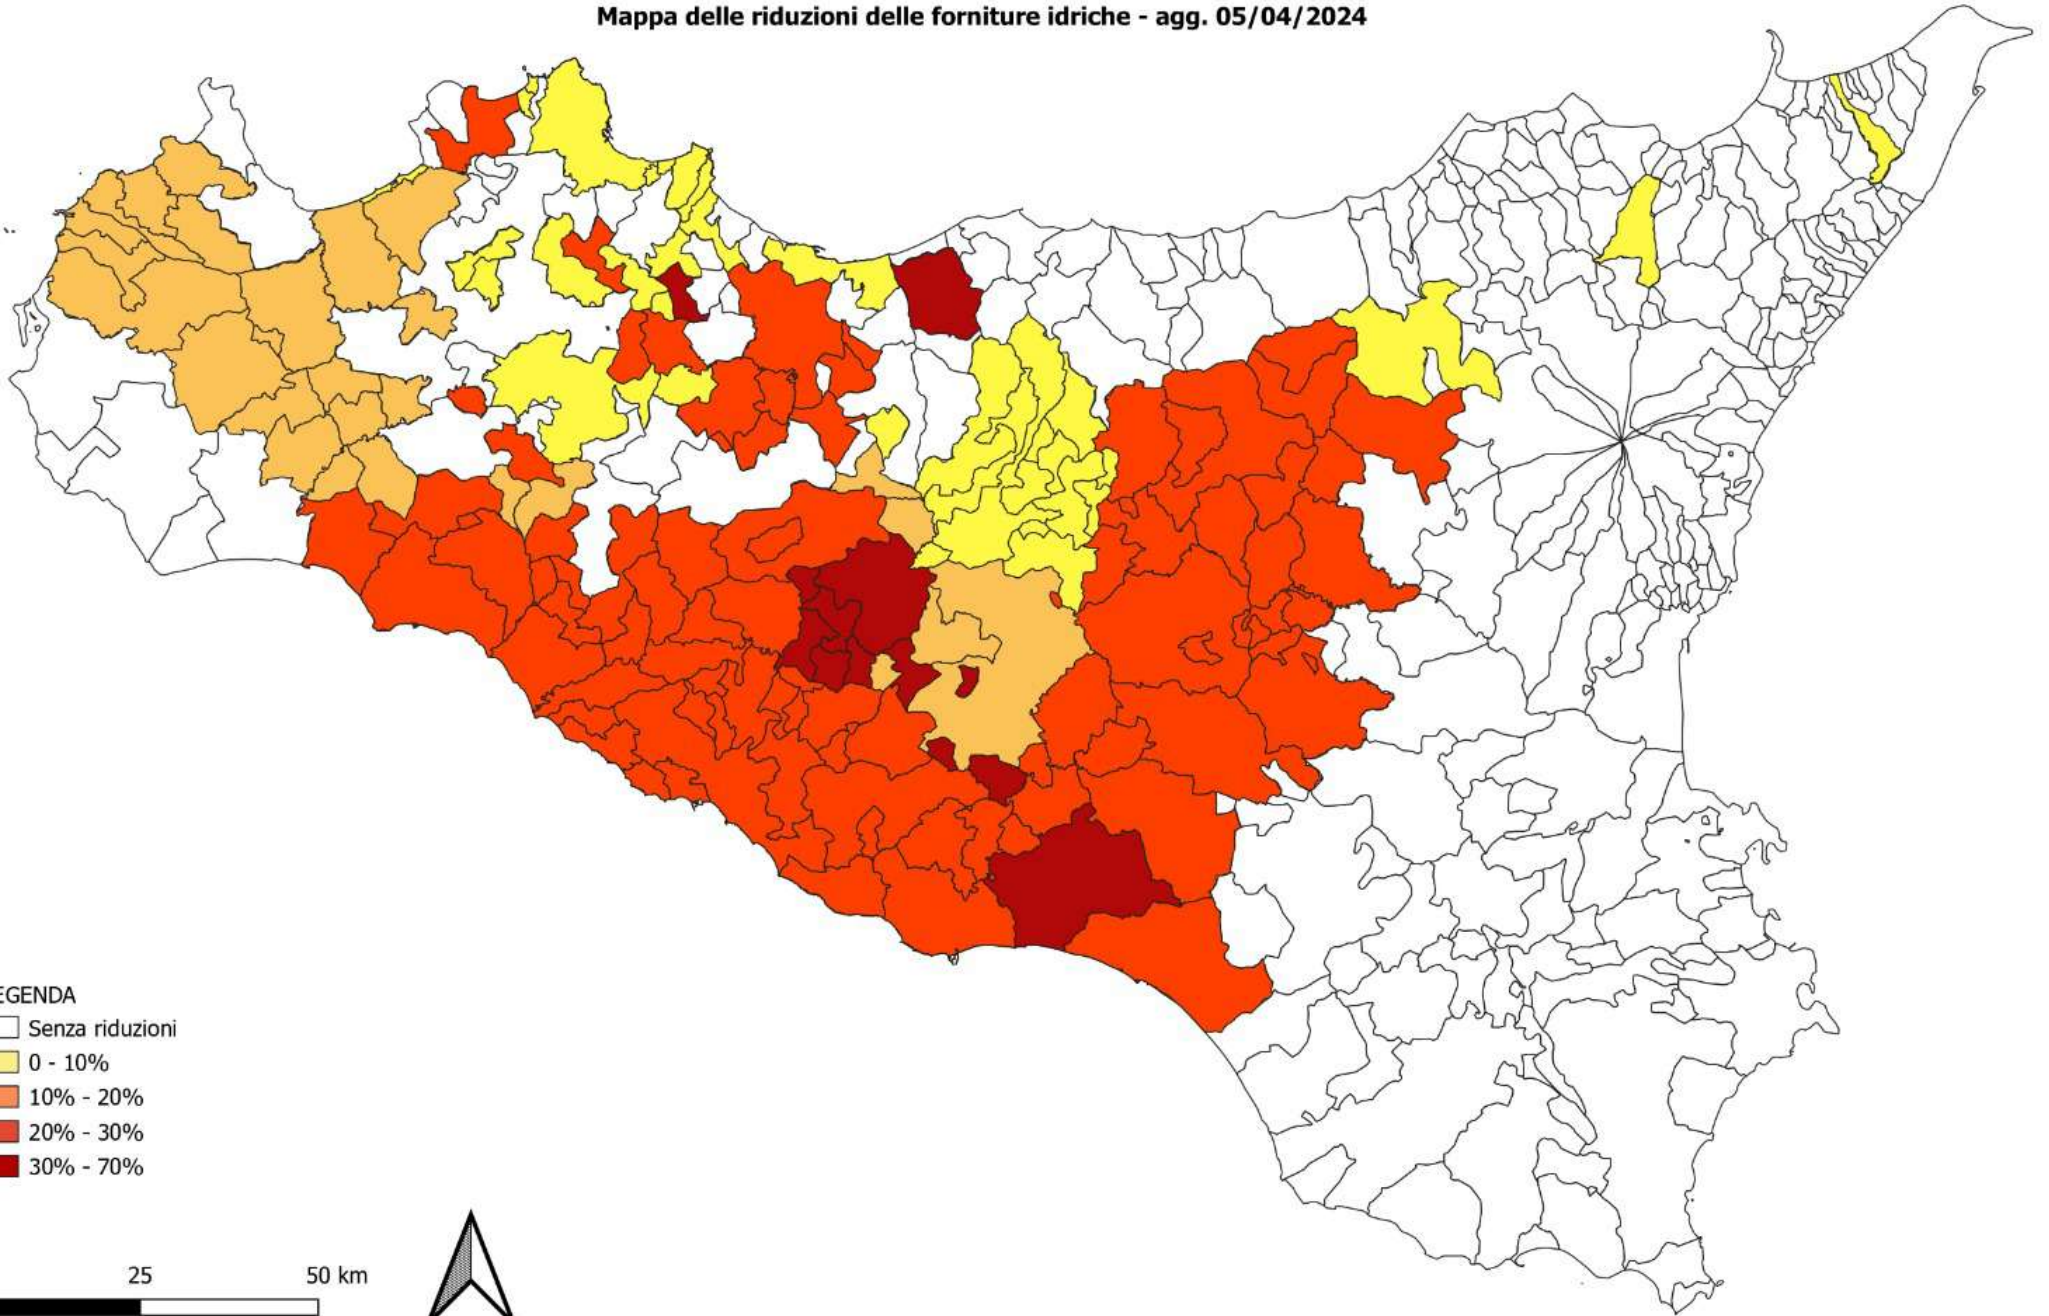 Mappa delle riduzioni delle forniture idriche - agg. 05/04/2024
EGENDA
Senza riduzioni
0 - 10%
10% - 20%
20% - 30%
30% - 70%
25 50 km